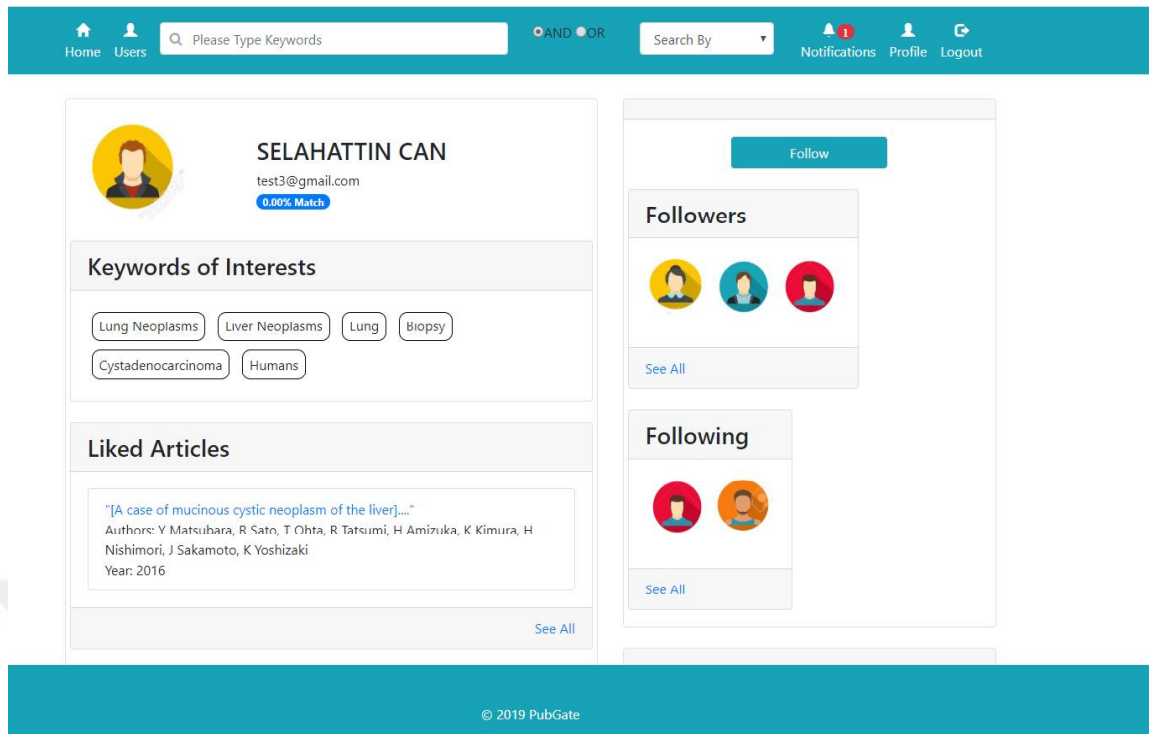 Home Users Please Type Keywords AND OR Search By Notifications 1 Profile Logout
SELAHATTIN CAN
test3@gmail.com
0.00% Match
Keywords of Interests
Lung Neoplasms Liver Neoplasms Lung Biopsy
Cystadenocarcinoma Humans
Liked Articles
"[A case of mucinous cystic neoplasm of the liver]...."
Authors: Y Matsubara, R Sato, T Ohta, R Tatsumi, H Amizuka, K Kimura, H
Nishimori, J Sakamoto, K Yoshizaki
Year: 2016
See All
Follow
Followers
See All
Following
See All
© 2019 PubGate